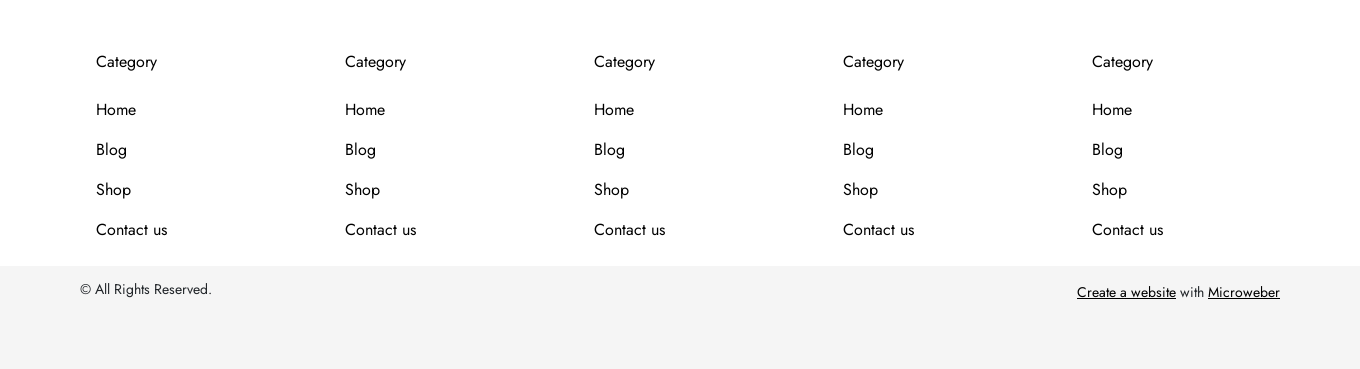 Category
Home
Blog
Shop
Contact us
Category
Home
Blog
Shop
Contact us
Category
Home
Blog
Shop
Contact us
Category
Home
Blog
Shop
Contact us
Category
Home
Blog
Shop
Contact us
© All Rights Reserved.
Create a website with Microweber